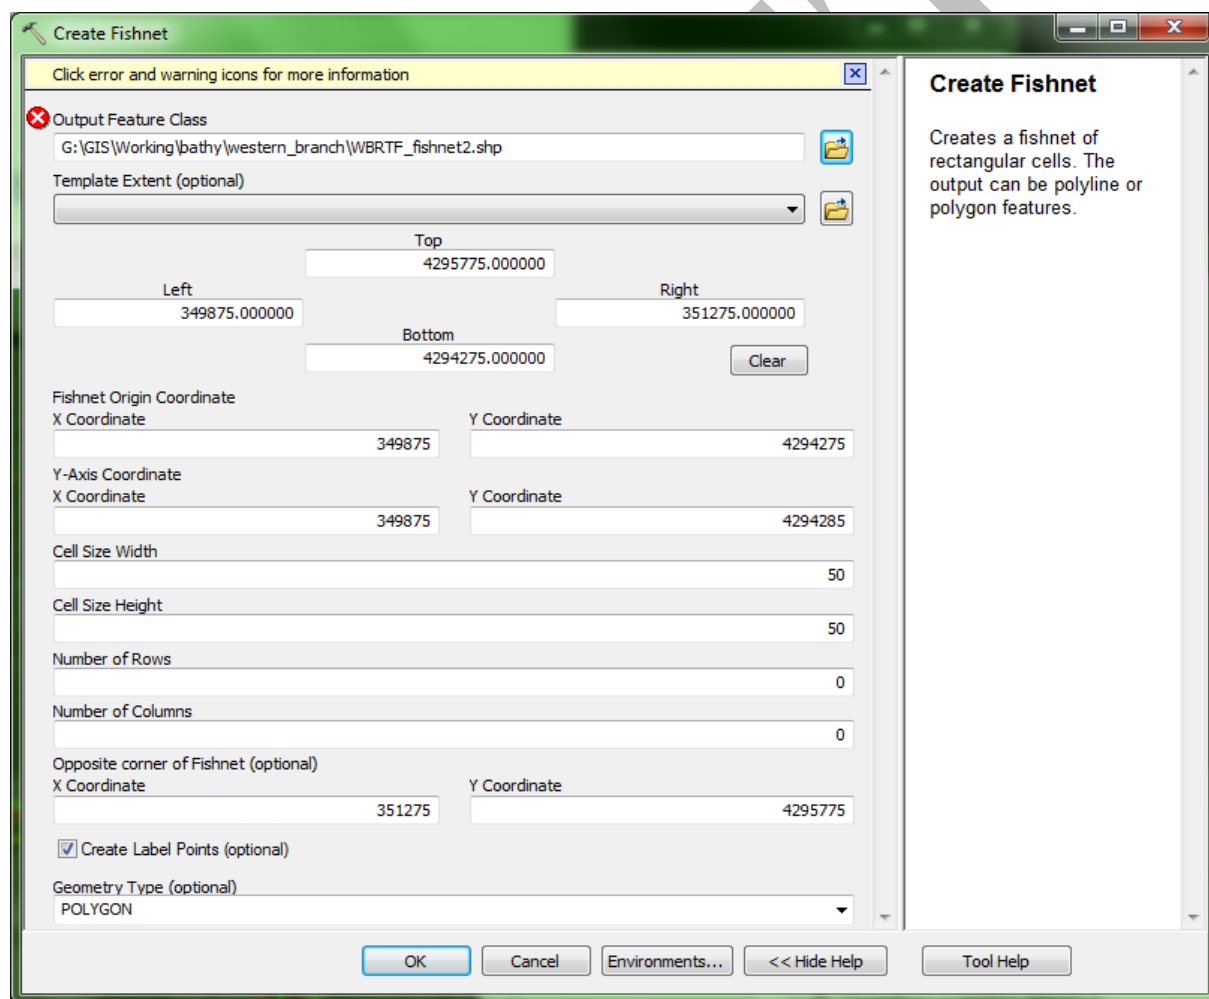 Create Fishnet
Click error and warning icons for more information
Output Feature Class
G:\GIS\Working\bathy\western_branch\WBRTF_fishnet2.shp
Template Extent (optional)
Top
4295775.000000
Left
Right
349875.000000
351275.000000
Bottom
4294275.000000
Clear
Fishnet Origin Coordinate
X Coordinate
Y Coordinate
349875
4294275
Y-Axis Coordinate
X Coordinate
Y Coordinate
349875
4294285
Cell Size Width
50
Cell Size Height
50
Number of Rows
0
Number of Columns
0
Opposite corner of Fishnet (optional)
X Coordinate
Y Coordinate
351275
4295775
Create Label Points (optional)
Geometry Type (optional)
POLYGON
OK
Cancel
Environments...
<< Hide Help
Tool Help
Create Fishnet
Creates a fishnet of
rectangular cells. The
output can be polyline or
polygon features.